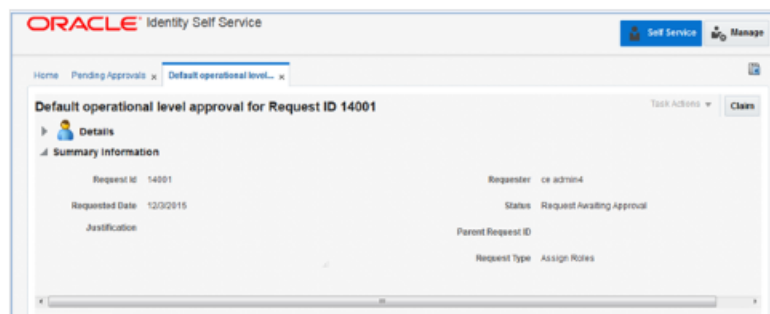 ORACLE Identity Self Service
Self Service Manage
Home Pending Approvals x Default operational level... x
Default operational level approval for Request ID 14001
Task Actions Claim
Details
Summary Information
Request Id 14001 Requester ce admin4
Requested Date 12/3/2015 Status Request Awaiting Approval
Justification Parent Request ID
Request Type Assign Roles